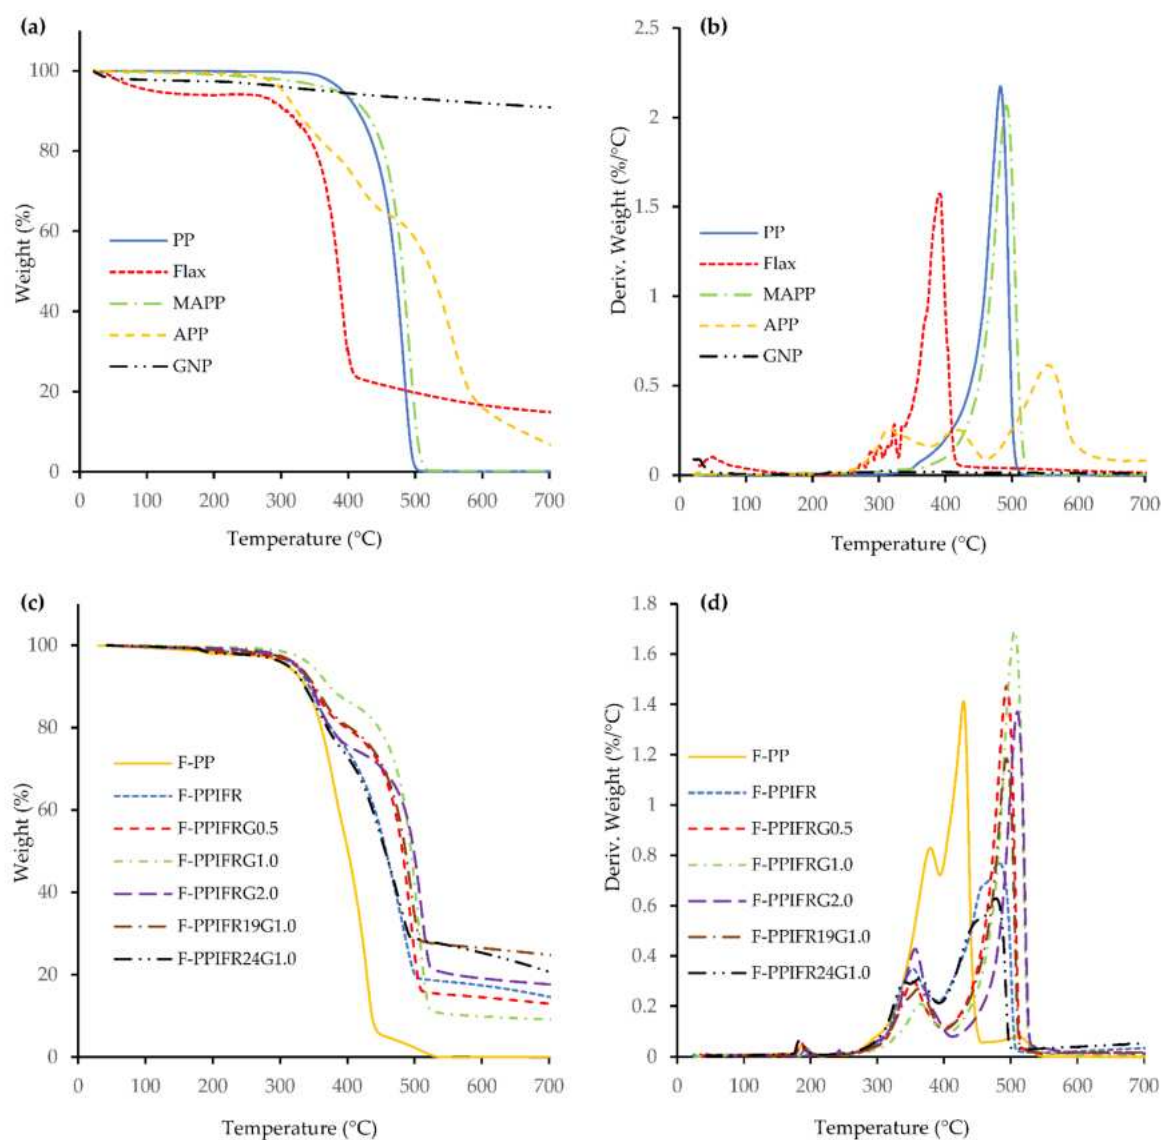 (a)
Weight (%)
100
80
60
40
20
0
0 100 200 300 400 500 600 700
Temperature (°C)
PP
Flax
MAPP
APP
GNP
(b)
Deriv. Weight (%/°C)
2.5
2
1.5
1
0.5
0
0 100 200 300 400 500 600 700
Temperature (°C)
PP
Flax
MAPP
APP
GNP
(c)
Weight (%)
100
80
60
40
20
0
0 100 200 300 400 500 600 700
Temperature (°C)
F-PP
F-PPIFR
F-PPIFRG0.5
F-PPIFRG1.0
F-PPIFRG2.0
F-PPIFR19G1.0
F-PPIFR24G1.0
(d)
Deriv. Weight (%/°C)
1.8
1.6
1.4
1.2
1
0.8
0.6
0.4
0.2
0
0 100 200 300 400 500 600 700
Temperature (°C)
F-PP
F-PPIFR
F-PPIFRG0.5
F-PPIFRG1.0
F-PPIFRG2.0
F-PPIFR19G1.0
F-PPIFR24G1.0